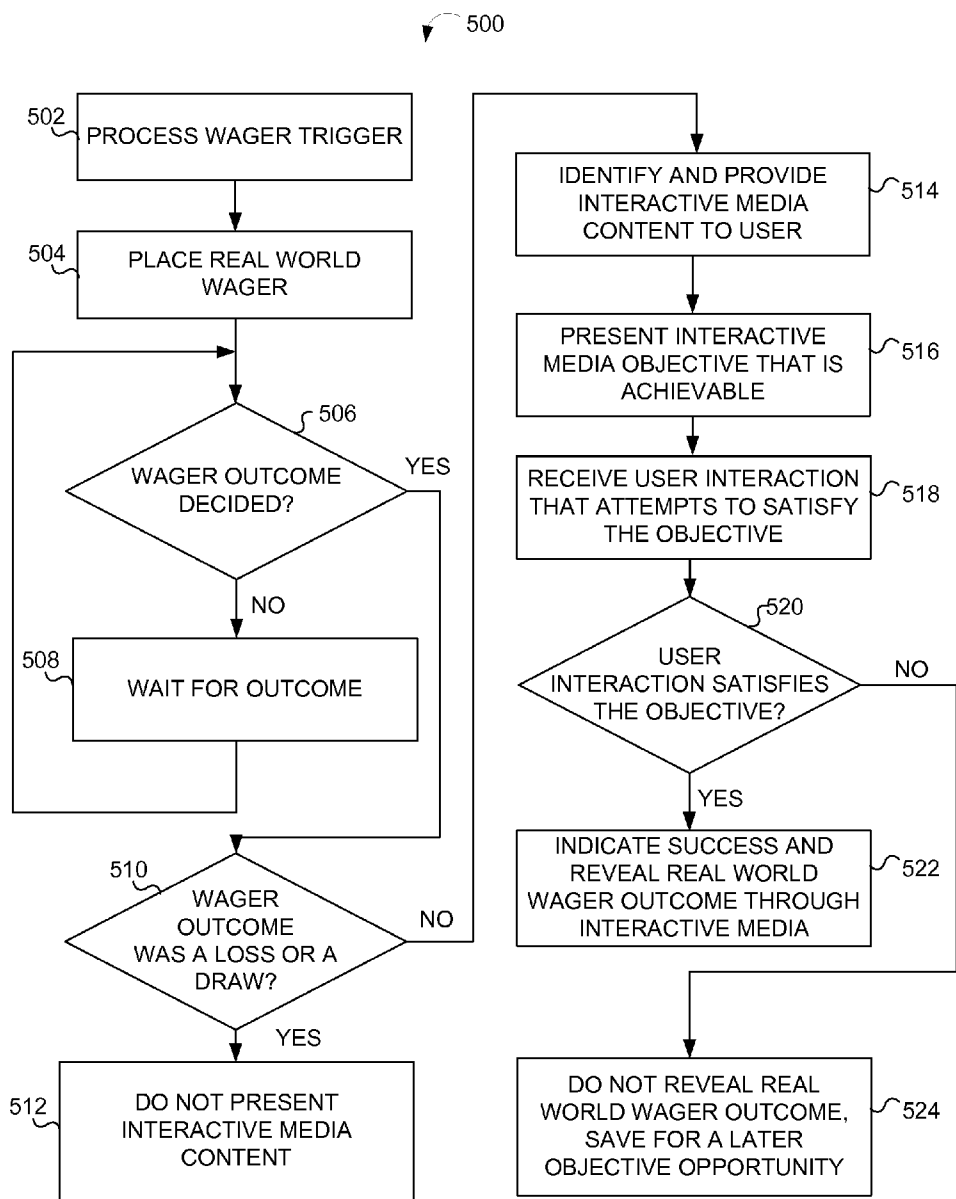 500
502
PROCESS WAGER TRIGGER
504
PLACE REAL WORLD
WAGER
506
WAGER OUTCOME
DECIDED?
YES
NO
508
WAIT FOR OUTCOME
510
WAGER
OUTCOME
WAS A LOSS OR A
DRAW?
NO
YES
512
DO NOT PRESENT
INTERACTIVE MEDIA
CONTENT
IDENTIFY AND PROVIDE
INTERACTIVE MEDIA
CONTENT TO USER
514
PRESENT INTERACTIVE
MEDIA OBJECTIVE THAT IS
ACHIEVABLE
516
RECEIVE USER INTERACTION
THAT ATTEMPTS TO SATISFY
THE OBJECTIVE
518
520
USER
INTERACTION SATISFIES
THE OBJECTIVE?
NO
YES
INDICATE SUCCESS AND
REVEAL REAL WORLD
WAGER OUTCOME THROUGH
INTERACTIVE MEDIA
522
DO NOT REVEAL REAL
WORLD WAGER OUTCOME,
SAVE FOR A LATER
OBJECTIVE OPPORTUNITY
524